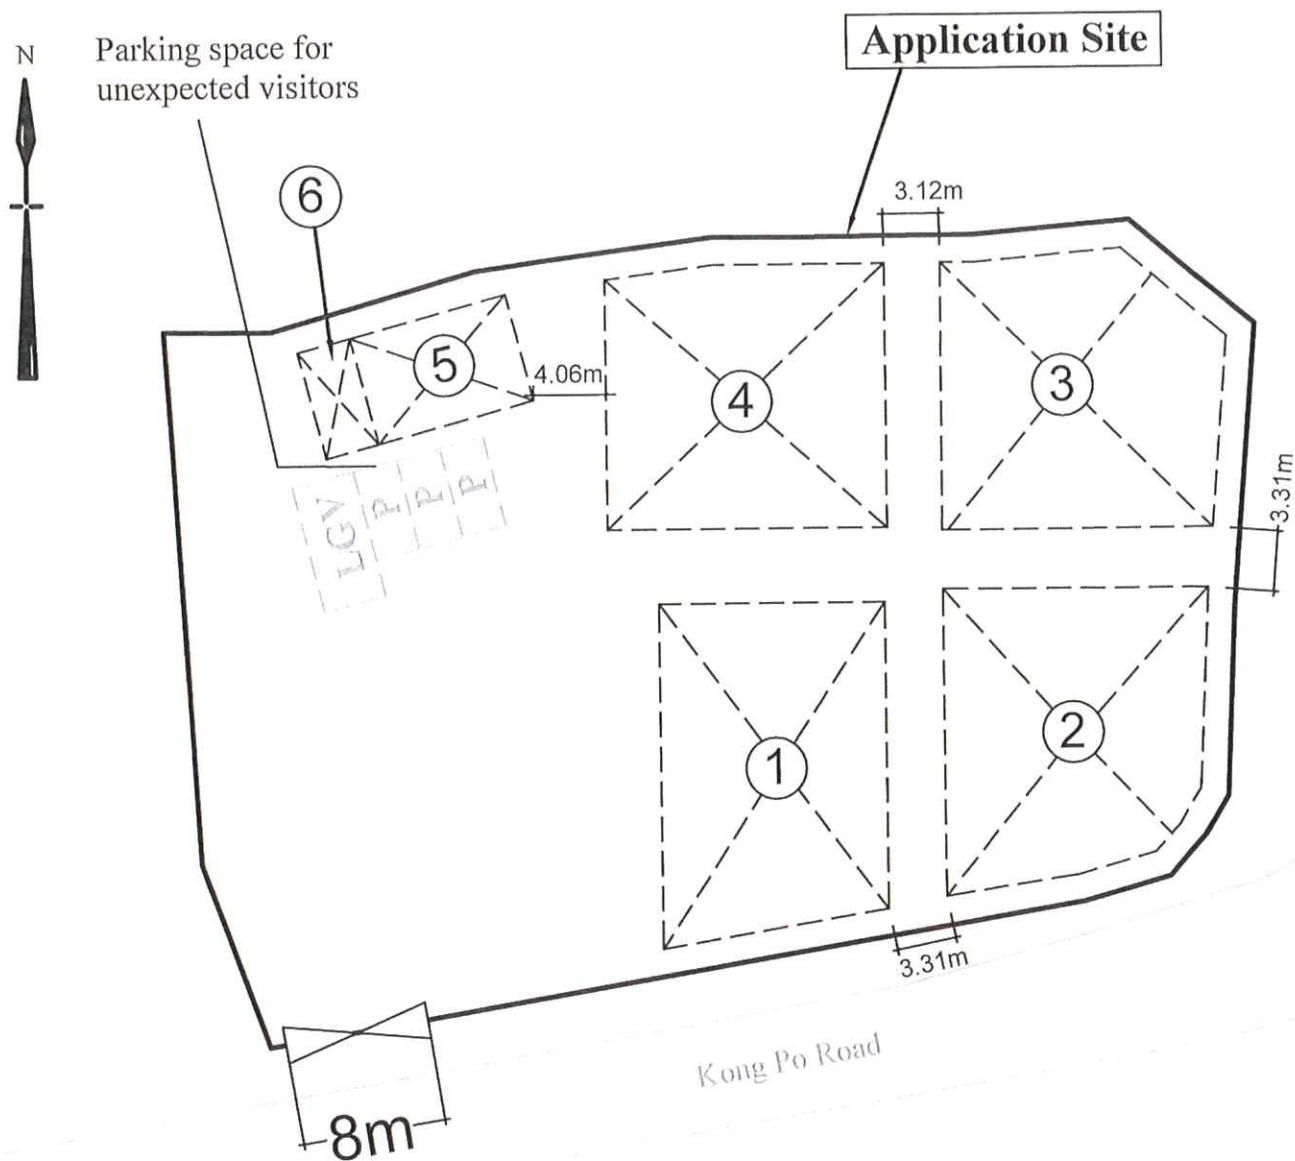 Application Site
N
Parking space for
unexpected visitors
3.12m
6
5
4.06m
4
3
3.31m
LGV
P
P
P
1
2
3.31m
Kong Po Road
8m